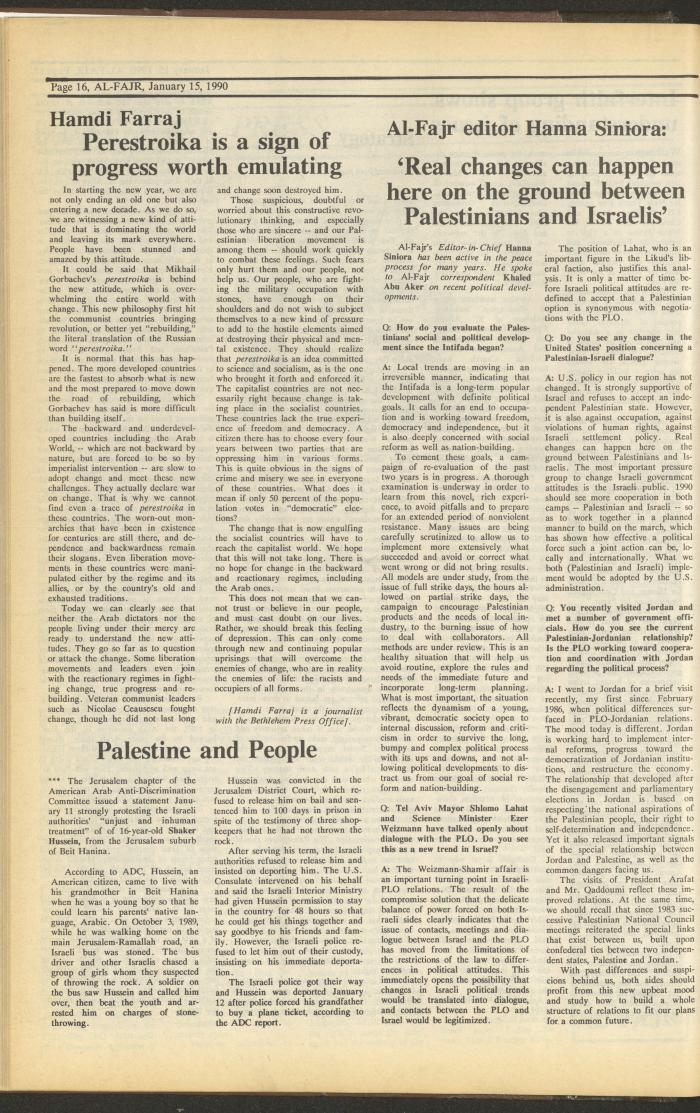 Page 16, AL-FAJR, January 15, 1990
Hamdi Farraj
Perestroika is a sign of
progress worth emulating
In starting the new year, we are
not only ending an old one but also
entering a new decade. As we do so,
we are witnessing a new kind of atti-
tude that is dominating the world
and leaving its mark everywhere.
People have been stunned and
amazed by this attitude.
It could be said that Mikhail
Gorbachev's perestroika is behind
the new attitude, which is over-
whelming the entire world with
change. This new philosophy first hit
the communist countries bringing
revolution, or better yet "rebuilding,"
the literal translation of the Russian
word "perestroika."
It is normal that this has hap-
pened. The more developed countries
are the fastest to absorb what is new
and the most prepared to move down
the road of rebuilding, which
Gorbachev has said is more difficult
than building itself.
The backward and underdevel-
oped countries including the Arab
World, -- which are not backward by
nature, but are forced to be so by
imperialist intervention -- are slow to
adopt change and meet these new
challenges. They actually declare war
on change. That is why we cannot
find even a trace of perestroika in
these countries. The worn-out mon-
archies that have been in existence
for centuries are still there, and de-
pendence and backwardness remain
their slogans. Even liberation move-
ments in these countries were mani-
pulated either by the regime and its
allies, or by the country's old and
exhausted traditions.
Today we can clearly see that
neither the Arab dictators nor the
people living under their mercy are
ready to understand the new atti-
tudes. They go so far as to question
or attack the change. Some liberation
movements and leaders even join
with the reactionary regimes in fight-
ing change, true progress and re-
building. Veteran communist leaders
such as Nicolae Ceausescu fought
change, though he did not last long
and change soon destroyed him.
Those suspicious, doubtful or
worried about this constructive revo-
lutionary thinking, and especially
those who are sincere -- and our Pal-
estinian liberation movement is
among them -- should work quickly
to combat these feelings. Such fears
only hurt them and our people, not
help us. Our people, who are fight-
ing the military occupation with
stones, have enough on their
shoulders and do not wish to subject
themselves to a new kind of pressure
to add to the hostile elements aimed
at destroying their physical and men-
tal existence. They should realize
that perestroika is an idea committed
to science and socialism, as is the one
who brought it forth and enforced it.
The capitalist countries are not nec-
essarily right because change is tak-
ing place in the socialist countries.
These countries lack the true experi-
ence of freedom and democracy. A
citizen there has to choose every four
years between two parties that are
oppressing him in various forms.
This is quite obvious in the signs of
crime and misery we see in everyone
of these countries. What does it
mean if only 50 percent of the popu-
lation votes in "democratic" elec-
tions?
The change that is now engulfing
the socialist countries will have to
reach the capitalist world. We hope
that this will not take long. There is
no hope for change in the backward
and reactionary regimes, including
the Arab ones.
This does not mean that we can-
not trust or believe in our people,
and must cast doubt on our lives.
Rather, we should break this feeling
of depression. This can only come
through new and continuing popular
uprisings that will overcome the
enemies of change, who are in reality
the enemies of life: the racists and
occupiers of all forms.
[Hamdi Farraj is a journalist
with the Bethlehem Press Office].
Palestine and People
*** The Jerusalem chapter of the
American Arab Anti-Discrimination
Committee issued a statement Janu-
ary 11 strongly protesting the Israeli
authorities' "unjust and inhuman
treatment" of of 16-year-old Shaker
Hussein, from the Jerusalem suburb
of Beit Hanina.
According to ADC, Hussein, an
American citizen, came to live with
his grandmother in Beit Hanina
when he was a young boy so that he
could learn his parents' native lan-
guage, Arabic. On October 3, 1989,
while he was walking home on the
main Jerusalem-Ramallah road, an
Israeli bus was stoned. The bus
driver and other Israelis chased a
group of girls whom they suspected
of throwing the rock. A soldier on
the bus saw Hussein and called him
over, then beat the youth and ar-
rested him on charges of stone-
throwing.
Hussein was convicted in the
Jerusalem District Court, which re-
fused to release him on bail and sen-
tenced him to 100 days in prison in
spite of the testimony of three shop-
keepers that he had not thrown the
rock.
After serving his term, the Israeli
authorities refused to release him and
insisted on deporting him. The U.S.
Consulate intervened on his behalf
and said the Israeli Interior Ministry
had given Hussein permission to stay
in the country for 48 hours so that
he could get his things together and
say goodbye to his friends and fam-
ily. However, the Israeli police re-
fused to let him out of their custody,
insisting on his immediate deporta-
tion.
The Israeli police got their way
and Hussein was deported January
12 after police forced his grandfather
to buy a plane ticket, according to
the ADC report.
Al-Fajr editor Hanna Siniora:
'Real changes can happen
here on the ground between
Palestinians and Israelis'
Al-Fajr's Editor-in-Chief Hanna
Siniora has been active in the peace
process for many years. He spoke
to Al-Fajr correspondent Khaled
Abu Aker on recent political devel-
opments.
Q: How do you evaluate the Pales-
tinians' social and political develop-
ment since the Intifada began?
A: Local trends are moving in an
irreversible manner, indicating that
the Intifada is a long-term popular
development with definite political
goals. It calls for an end to occupa-
tion and is working toward freedom,
democracy and independence, but it
is also deeply concerned with social
reform as well as nation-building.
To cement these goals, a cam-
paign of re-evaluation of the past
two years is in progress. A thorough
examination is underway in order to
learn from this novel, rich experi-
ence, to avoid pitfalls and to prepare
for an extended period of nonviolent
resistance. Many issues are being
carefully scrutinized to allow us to
implement more extensively what
succeeded and avoid or correct what
went wrong or did not bring results.
All models are under study, from the
issue of full strike days, the hours al-
lowed on partial strike days, the
campaign to encourage Palestinian
products and the needs of local in-
dustry, to the burning issue of how
to deal with collaborators. All
methods are under review. This is an
healthy situation that will help us
avoid routine, explore the rules and
needs of the immediate future and
incorporate long-term planning.
What is most important, the situation
reflects the dynamism of a young,
vibrant, democratic society open to
internal discussion, reform and criti-
cism in order to survive the long,
bumpy and complex political process
with its ups and downs, and not al-
lowing political developments to dis-
tract us from our goal of social re-
form and nation-building.
Q: Tel Aviv Mayor Shlomo Lahat
and Science Minister Ezer
Weizmann have talked openly about
dialogue with the PLO. Do you see
this as a new trend in Israel?
A: The Weizmann-Shamir affair is
an important turning point in Israeli-
PLO relations. The result of the
compromise solution that the delicate
balance of power forced on both Is-
raeli sides clearly indicates that the
issue of contacts, meetings and dia-
logue between Israel and the PLO
has moved from the limitations of
the restrictions of the law to differ-
ences in political attitudes. This
immediately opens the possibility that
changes in Israeli political trends
would be translated into dialogue,
and contacts between the PLO and
Israel would be legitimized.
The position of Lahat, who is an
important figure in the Likud's lib-
eral faction, also justifies this anal-
ysis. It is only a matter of time be-
fore Israeli political attitudes are re-
defined to accept that a Palestinian
option is synonymous with negotia-
tions with the PLO.
Q: Do you see any change in the
United States' position concerning a
Palestinian-Israeli dialogue?
A: U.S. policy in our region has not
changed. It is strongly supportive of
Israel and refuses to accept an inde-
pendent Palestinian state. However,
it is also against occupation, against
violations of human rights, against
Israeli settlement policy. Real
changes can happen here on the
ground between Palestinians and Is-
raelis. The most important pressure
group to change Israeli government
attitudes is the Israeli public. 1990
should see more cooperation in both
camps -- Palestinian and Israeli -- so
as to work together in a planned
manner to build on the march, which
has shown how effective a political
force such a joint action can be, lo-
cally and internationally. What we
both (Palestinian and Israeli) imple-
ment would be adopted by the U.S.
administration.
Q: You recently visited Jordan and
met a number of government offi-
cials. How do you see the current
Palestinian-Jordanian relationship?
Is the PLO working toward coopera-
tion and coordination with Jordan
regarding the political process?
A: I went to Jordan for a brief visit
recently, my first since February
1986, when political differences sur-
faced in PLO-Jordanian relations.
The mood today is different. Jordan
is working hard to implement inter-
nal reforms, progress toward the
democratization of Jordanian institu-
tions, and restructure the economy.
The relationship that developed after
the disengagement and parliamentary
elections in Jordan is based on
respecting the national aspirations of
the Palestinian people, their right to
self-determination and independence.
Yet it also released important signals
of the special relationship between
Jordan and Palestine, as well as the
common dangers facing us.
The visits of President Arafat
and Mr. Qaddoumi reflect these im-
proved relations. At the same time,
we should recall that since 1983 suc-
cessive Palestinian National Council
meetings reiterated the special links
that exist between us, built upon
confederal ties between two indepen-
dent states, Palestine and Jordan.
With past differences and suspi-
cions behind us, both sides should
profit from this new upbeat mood
and study how to build a whole
structure of relations to fit our plans
for a common future.